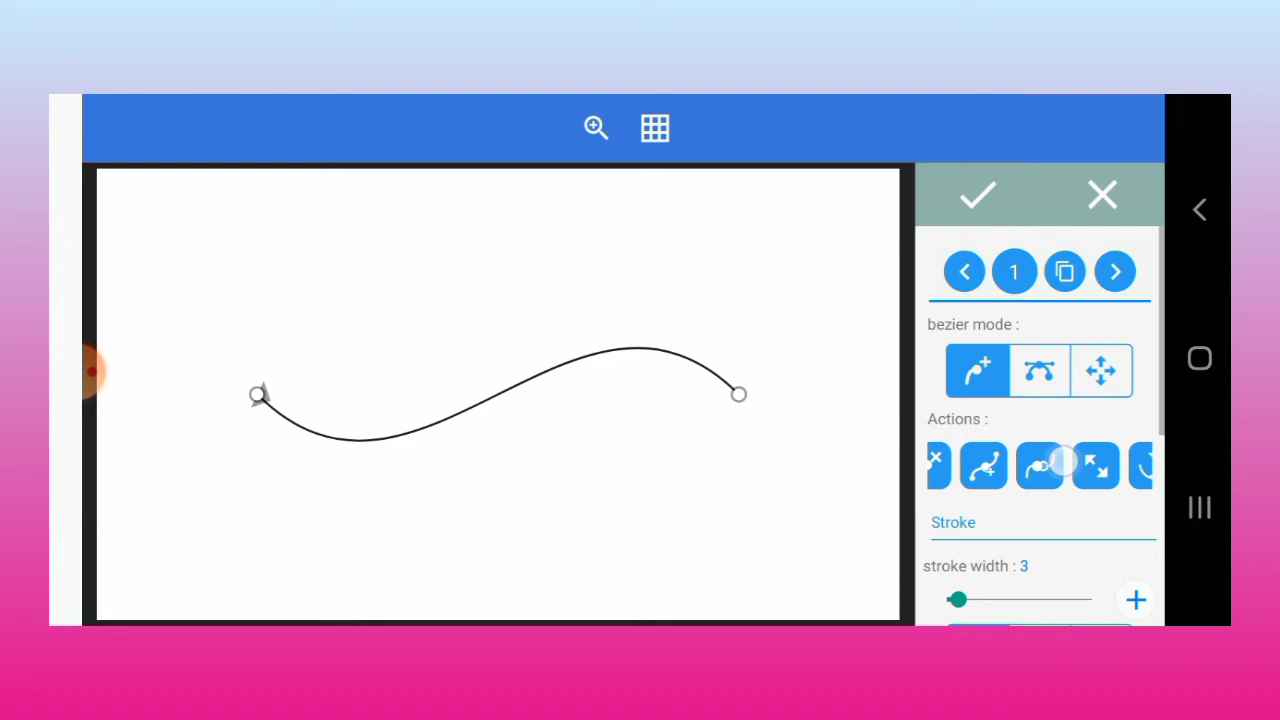 1
bezier mode :
Actions :
Stroke
stroke width : 3